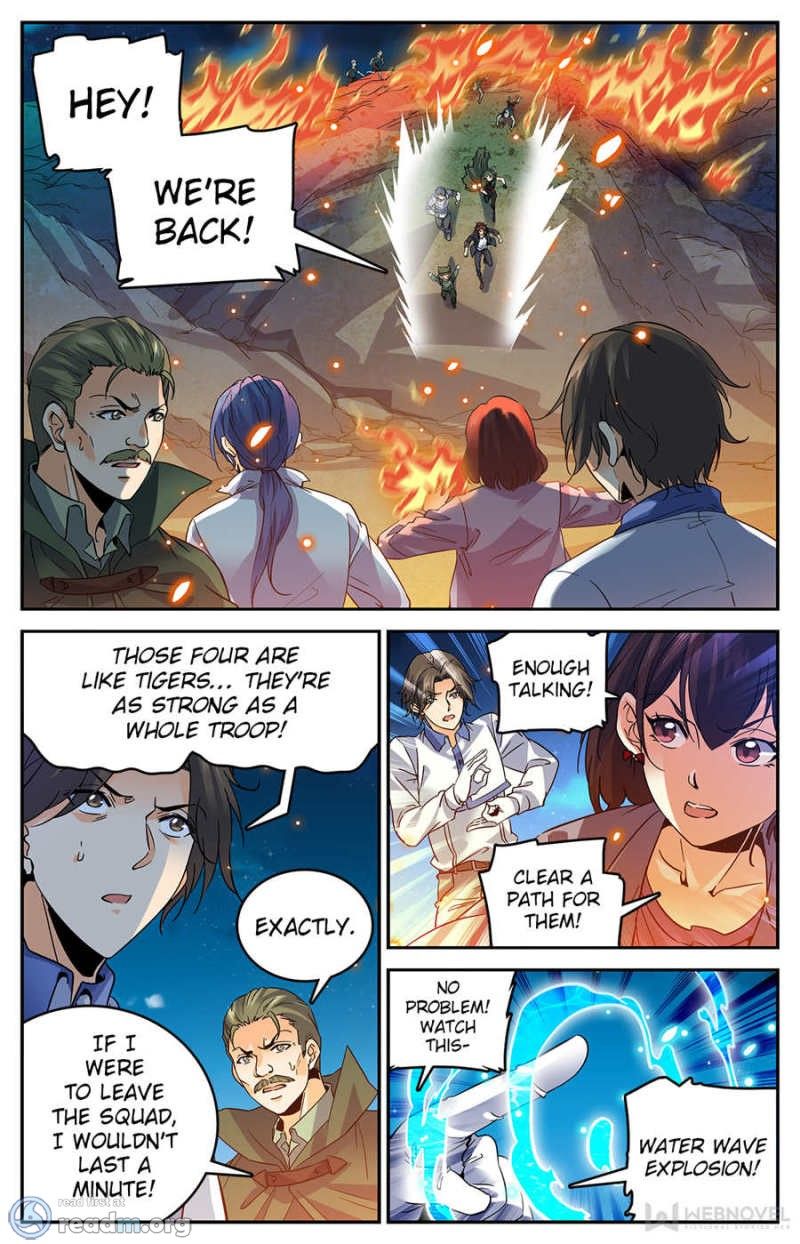 HEY!
WE'RE
BACK!
THOSE FOUR ARE
LIKE TIGERS... THEY'RE
AS STRONG AS A
WHOLE TROOP!
EXACTLY.
IF I
WERE
TO LEAVE
THE SQUAD,
I WOULDN'T
LAST A
MINUTE!
ENOUGH
TALKING!
CLEAR A
PATH FOR
THEM!
NO
PROBLEM!
WATCH
THIS-
WATER WAVE
EXPLOSION!
read first at
readm.org
WEBNOVEL